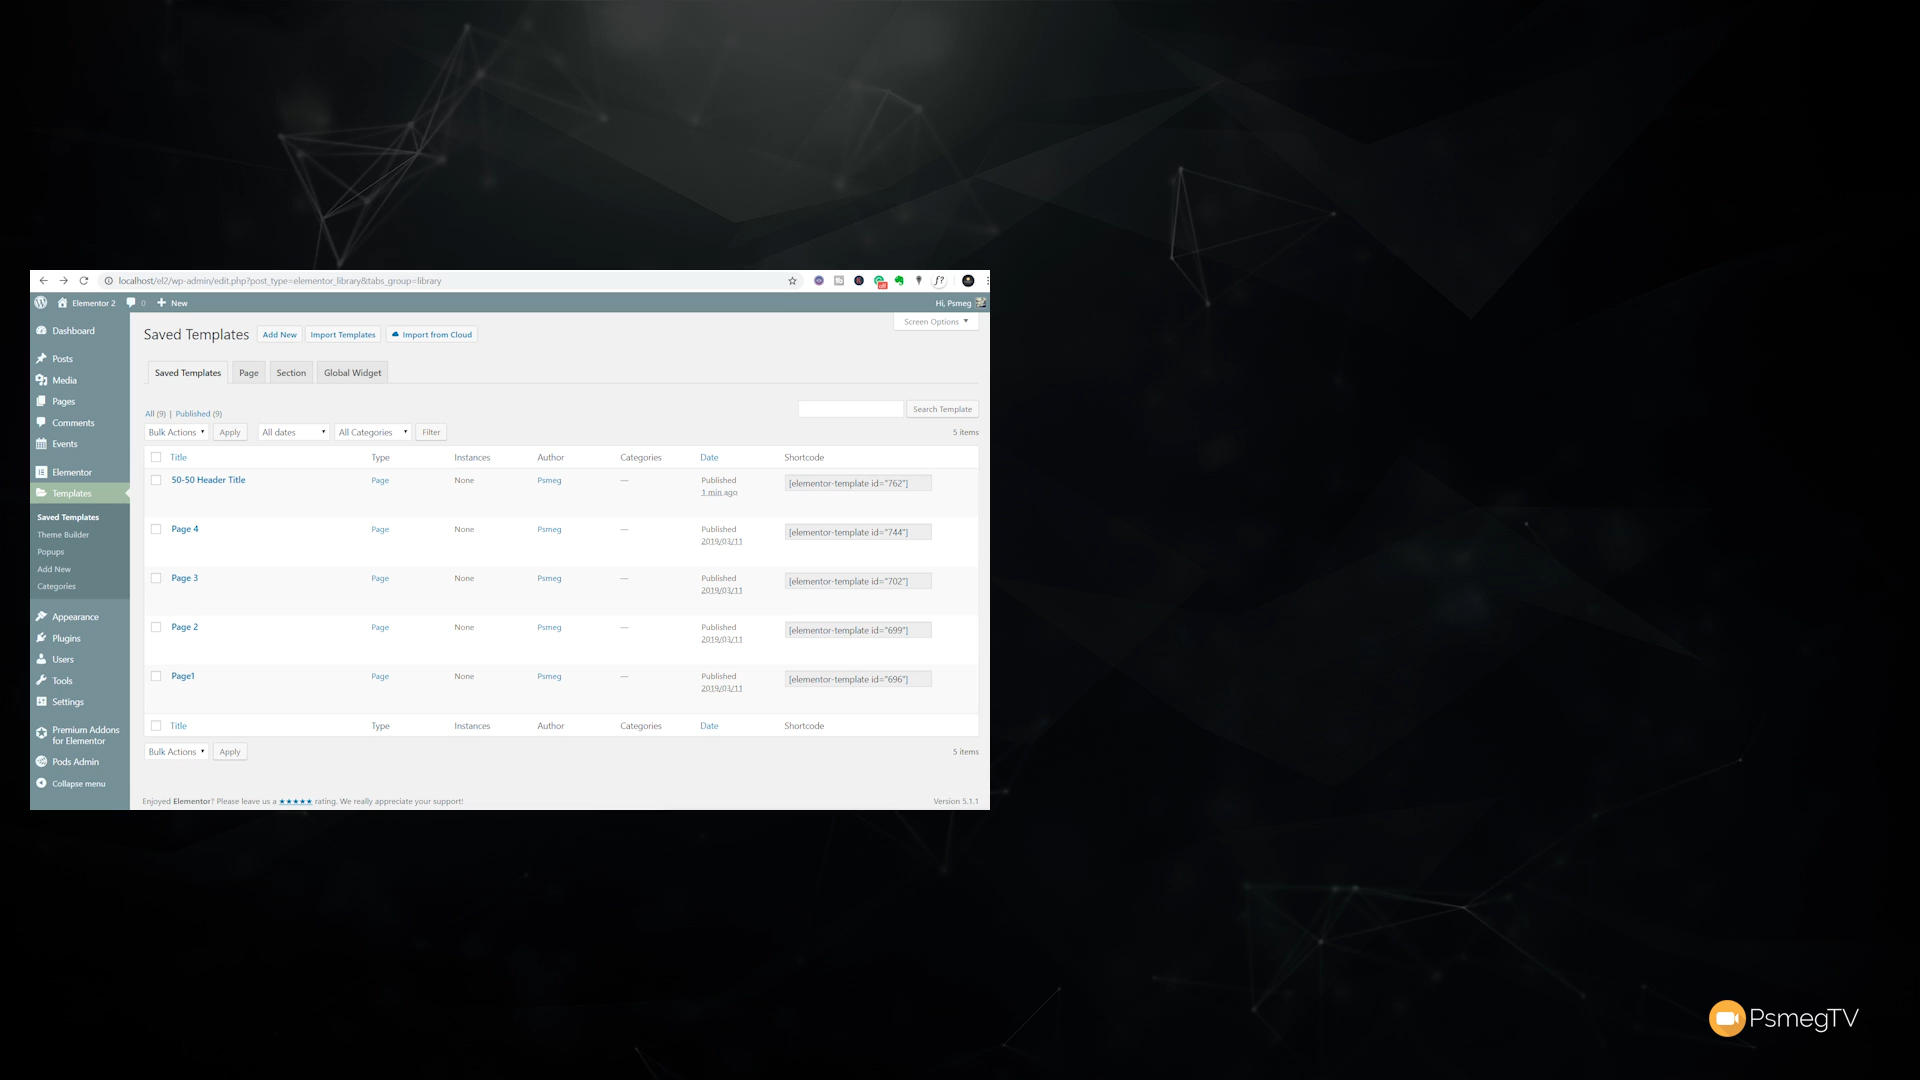 localhost/el2/wp-admin/edit.php?post_type=elementor_library&tabs_group=library
Elementor 2 0 New Hi, Psmeg
Screen Options
Saved Templates Add New Import Templates Import from Cloud
Saved Templates Page Section Global Widget
Search Template
All (9) | Published (9)
Bulk Actions Apply All dates All Categories Filter 5 items
Title Type Instances Author Categories Date Shortcode
50-50 Header Title Page None Psmeg — Published [elementor-template id="762"]
1 min ago
Page 4 Page None Psmeg — Published [elementor-template id="744"]
2019/03/11
Page 3 Page None Psmeg — Published [elementor-template id="702"]
2019/03/11
Page 2 Page None Psmeg — Published [elementor-template id="699"]
2019/03/11
Page1 Page None Psmeg — Published [elementor-template id="696"]
2019/03/11
Title Type Instances Author Categories Date Shortcode
Bulk Actions Apply 5 items
Enjoyed Elementor? Please leave us a ★★★★★ rating. We really appreciate your support! Version 5.1.1
Dashboard
Posts
Media
Pages
Comments
Events
Elementor
Templates
Saved Templates
Theme Builder
Popups
Add New
Categories
Appearance
Plugins
Users
Tools
Settings
Premium Addons
for Elementor
Pods Admin
Collapse menu
PsmegTV